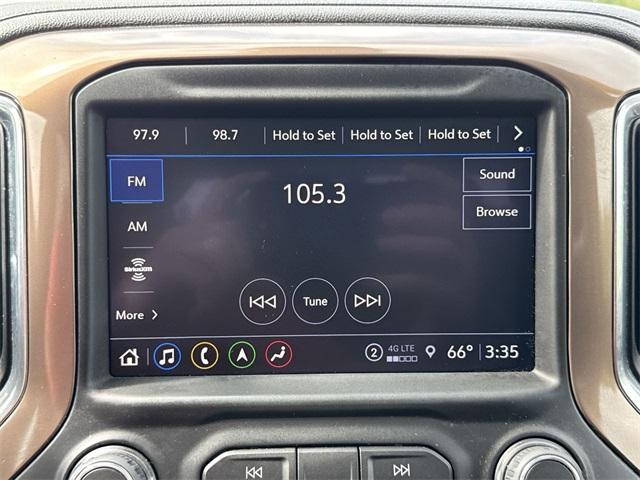 97.9 98.7 Hold to Set Hold to Set Hold to Set
FM
105.3
Sound
AM
Browse
SiriusXM
More
Tune
2 4G LTE 66° 3:35